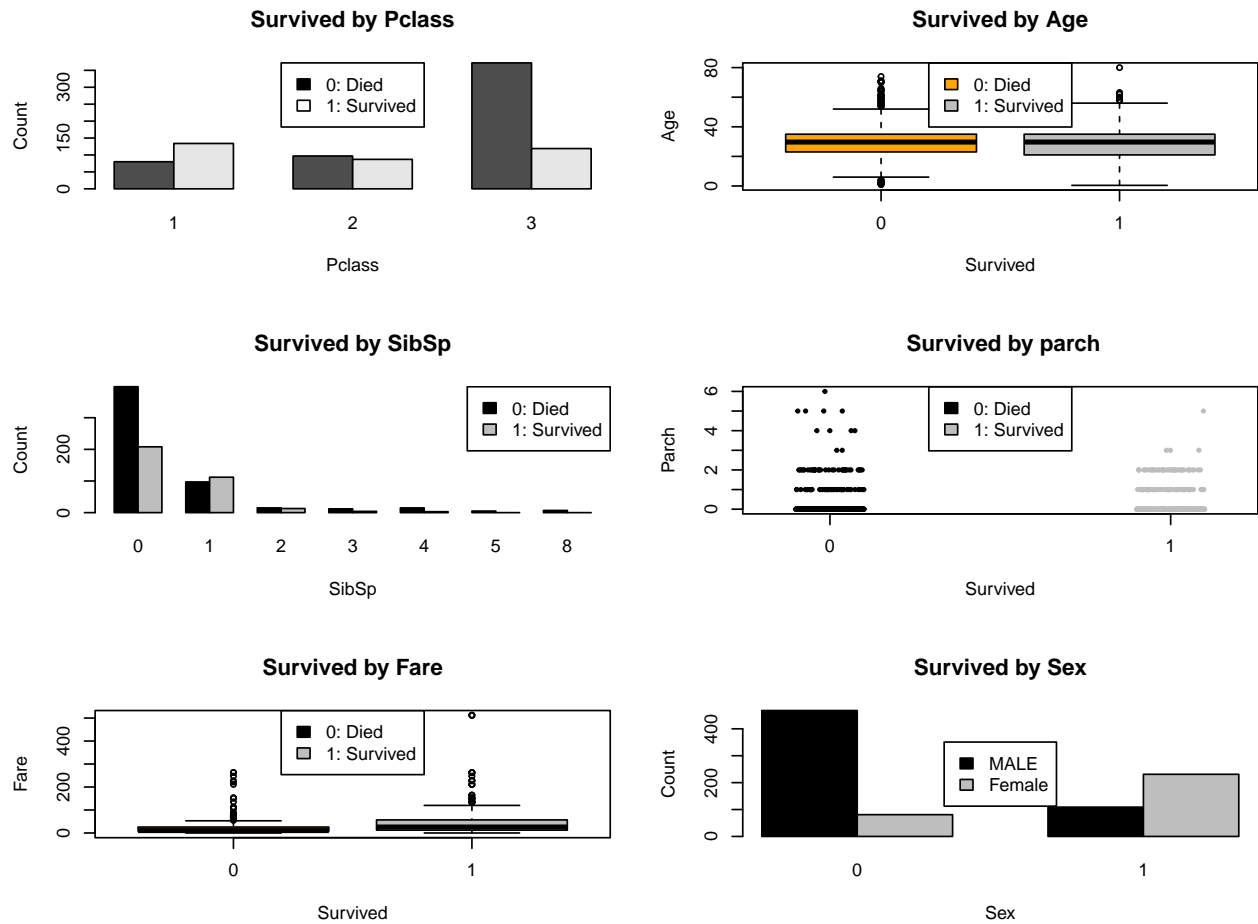 Survived by Pclass
Count
0 150 350
0: Died
1: Survived
1 2 3
Pclass
Survived by Age
Age
0 40 80
0: Died
1: Survived
0 1
Survived
Survived by SibSp
Count
0 200
0: Died
1: Survived
0 1 2 3 4 5 8
SibSp
Survived by parch
Parch
0 2 4 6
0: Died
1: Survived
0 1
Survived
Survived by Fare
Fare
0 200 400
0: Died
1: Survived
0 1
Survived
Survived by Sex
Count
0 200 400
MALE
Female
0 1
Sex